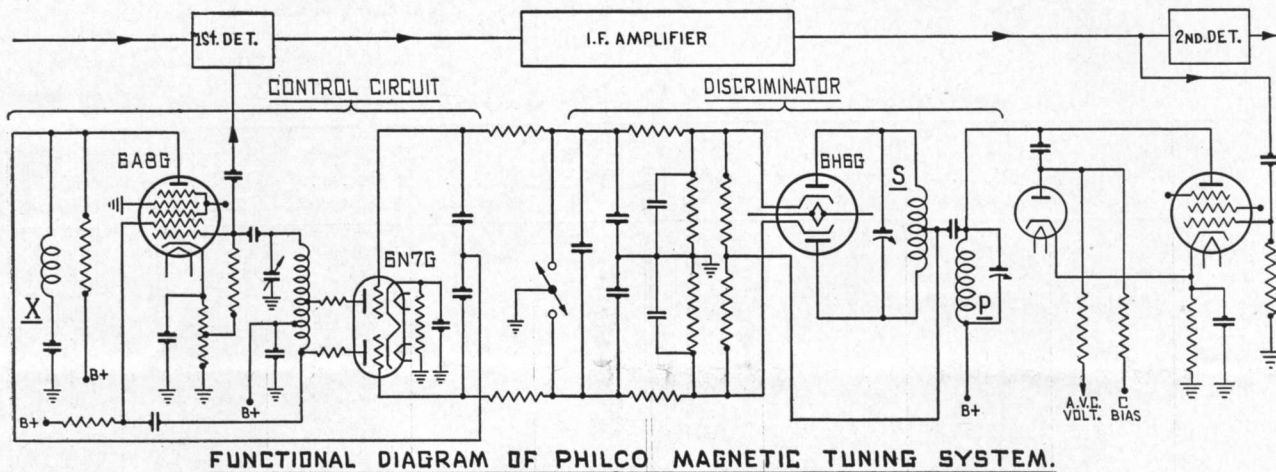 1st. DET.
I.F. AMPLIFIER
2ND. DET.
CONTROL CIRCUIT
DISCRIMINATOR
6A8G
6H6G
S
6N7G
X
P
B+
B+
B+
B+
A.V.C. VOLT.
C BIAS
FUNCTIONAL DIAGRAM OF PHILCO MAGNETIC TUNING SYSTEM.